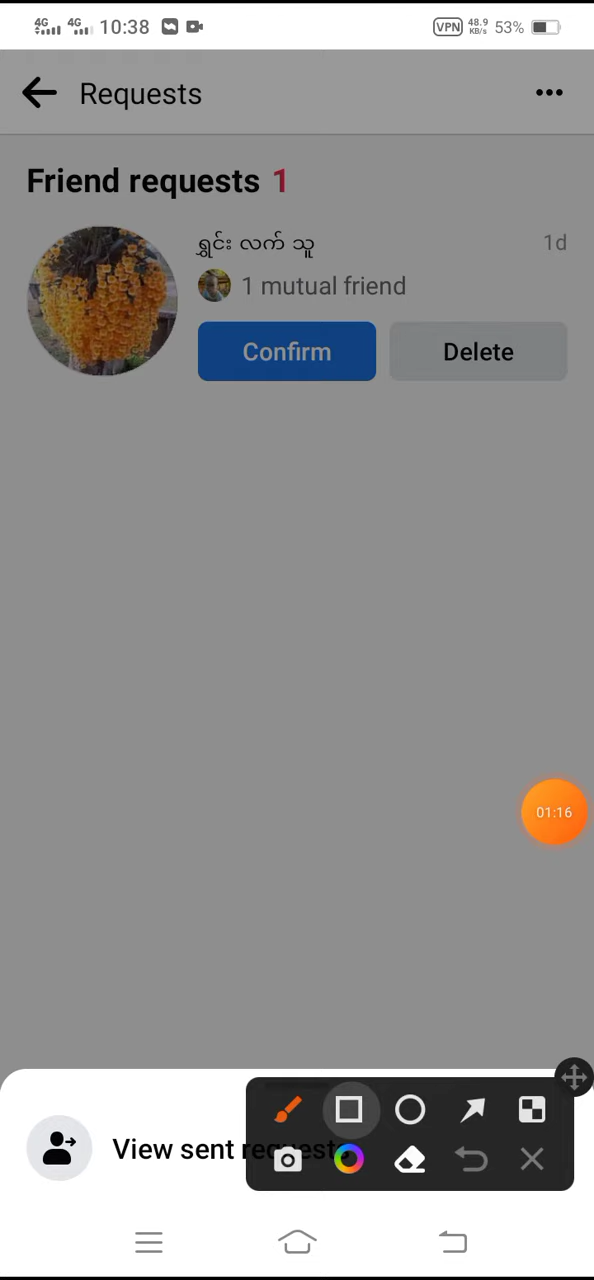 4G 4G 10:38 VPN 48.9 KB/s 53%
Requests
Friend requests 1
ရွှင်း လက် သူ 1d
1 mutual friend
Confirm Delete
01:16
View sent requests